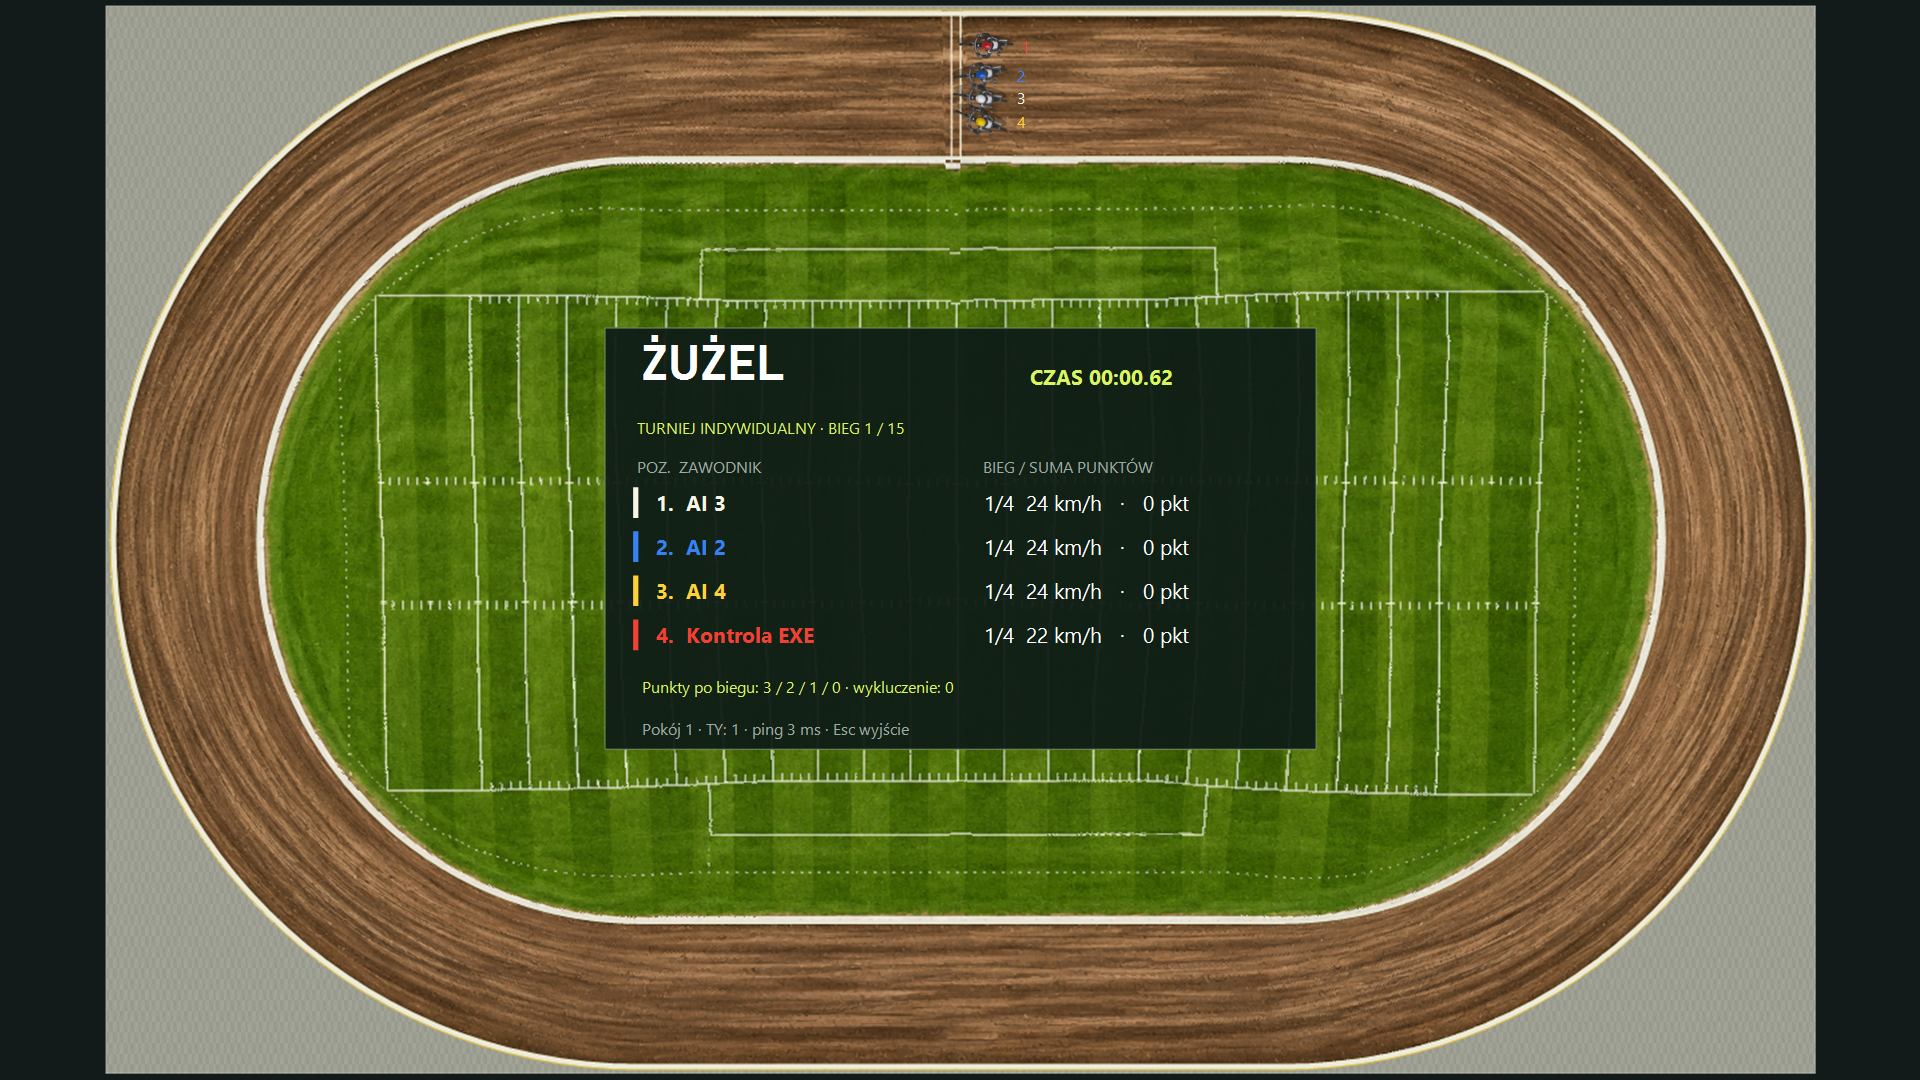 1
2
3
4
ŻUŻEL
CZAS 00:00.62
TURNIEJ INDYWIDUALNY · BIEG 1 / 15
POZ. ZAWODNIK BIEG / SUMA PUNKTÓW
1. AI 3 1/4 24 km/h · 0 pkt
2. AI 2 1/4 24 km/h · 0 pkt
3. AI 4 1/4 24 km/h · 0 pkt
4. Kontrola EXE 1/4 22 km/h · 0 pkt
Punkty po biegu: 3 / 2 / 1 / 0 · wykluczenie: 0
Pokój 1 · TY: 1 · ping 3 ms · Esc wyjście